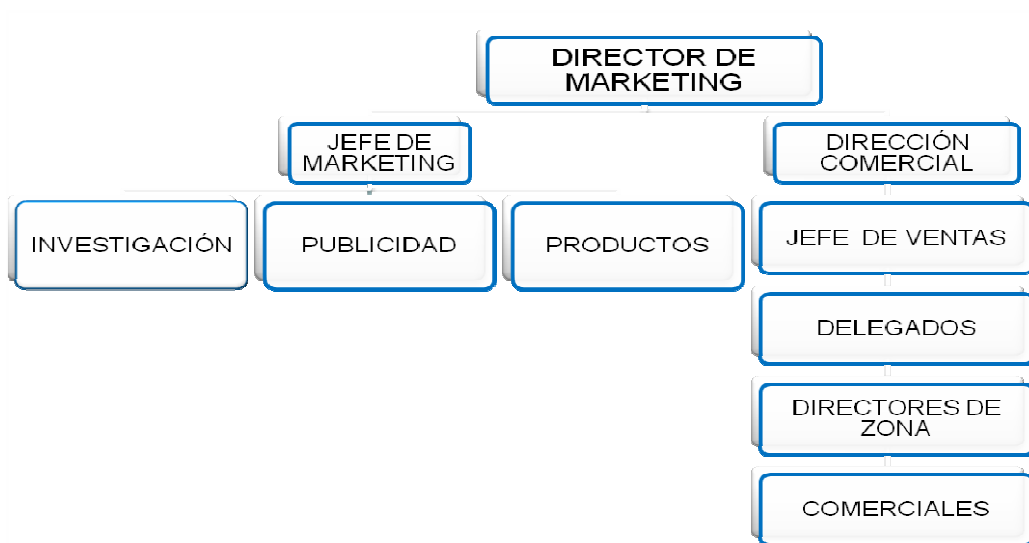 DIRECTOR DE
MARKETING
JEFE DE
MARKETING
DIRECCIÓN
COMERCIAL
INVESTIGACIÓN
PUBLICIDAD
PRODUCTOS
JEFE DE VENTAS
DELEGADOS
DIRECTORES DE
ZONA
COMERCIALES